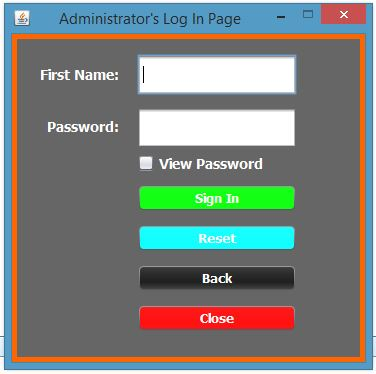 Administrator's Log In Page
First Name:
Password:
View Password
Sign In
Reset
Back
Close